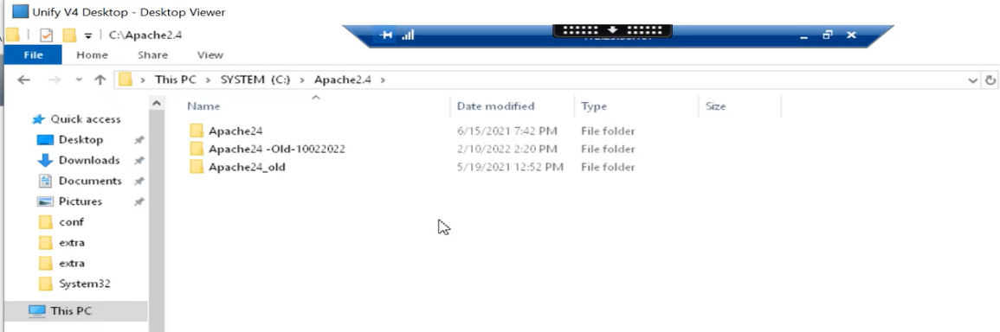 Unify V4 Desktop - Desktop Viewer
C:\Apache2.4
File Home Share View
This PC > SYSTEM (C:) > Apache2.4 >
Name Date modified Type Size
Quick access
Desktop
Downloads
Documents
Pictures
conf
extra
extra
System32
This PC
Apache24 6/15/2021 7:42 PM File folder
Apache24 -Old-10022022 2/10/2022 2:20 PM File folder
Apache24_old 5/19/2021 12:52 PM File folder